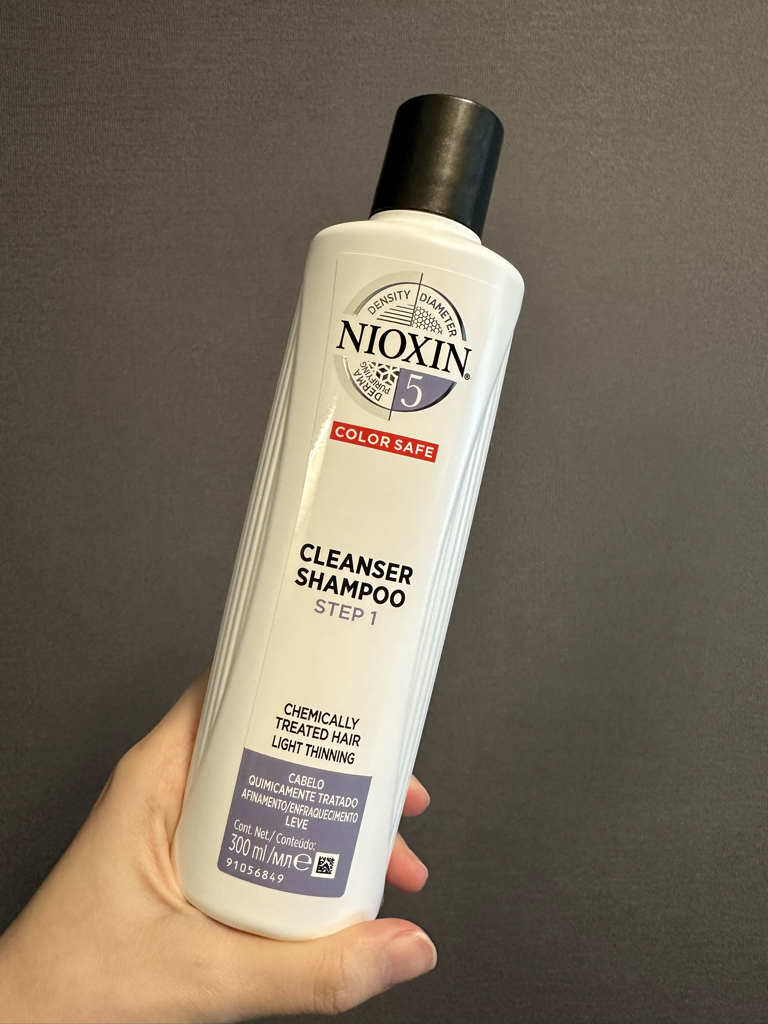 DENSITY DIAMETER
NIOXIN®
DERMA PURIFYING
5
COLOR SAFE
CLEANSER
SHAMPOO
STEP 1
CHEMICALLY
TREATED HAIR
LIGHT THINNING
CABELO
QUIMICAMENTE TRATADO
AFINAMENTO/ENFRAQUECIMENTO
LEVE
Cont. Net./ Conteúdo:
300 ml /мл e
91056849